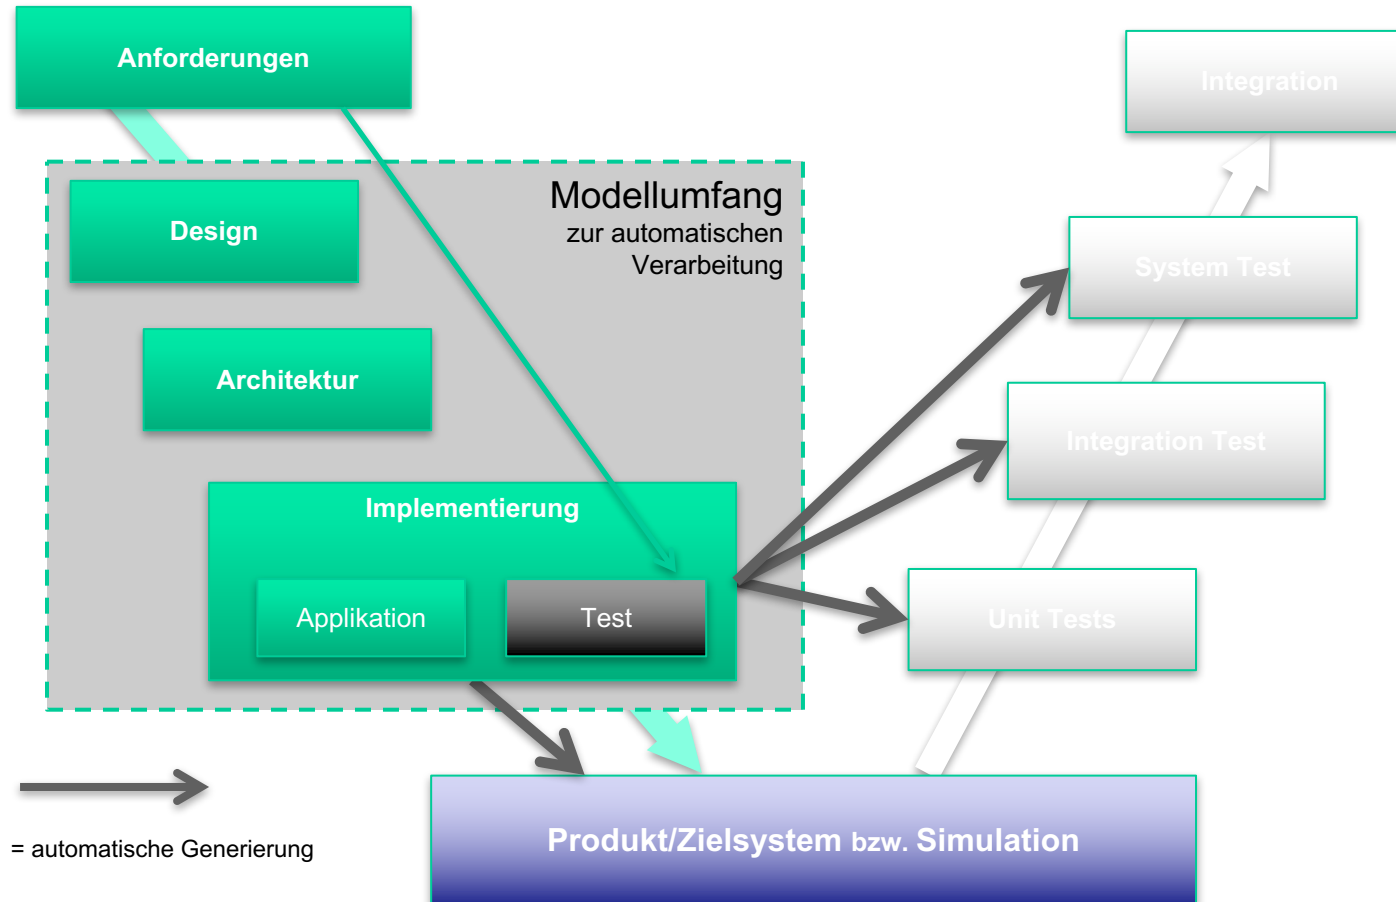 Anforderungen
Integration
Modellumfang
zur automatischen
Verarbeitung
Design
System Test
Architektur
Integration Test
Implementierung
Applikation
Test
Unit Tests
Produkt/Zielsystem bzw. Simulation
= automatische Generierung